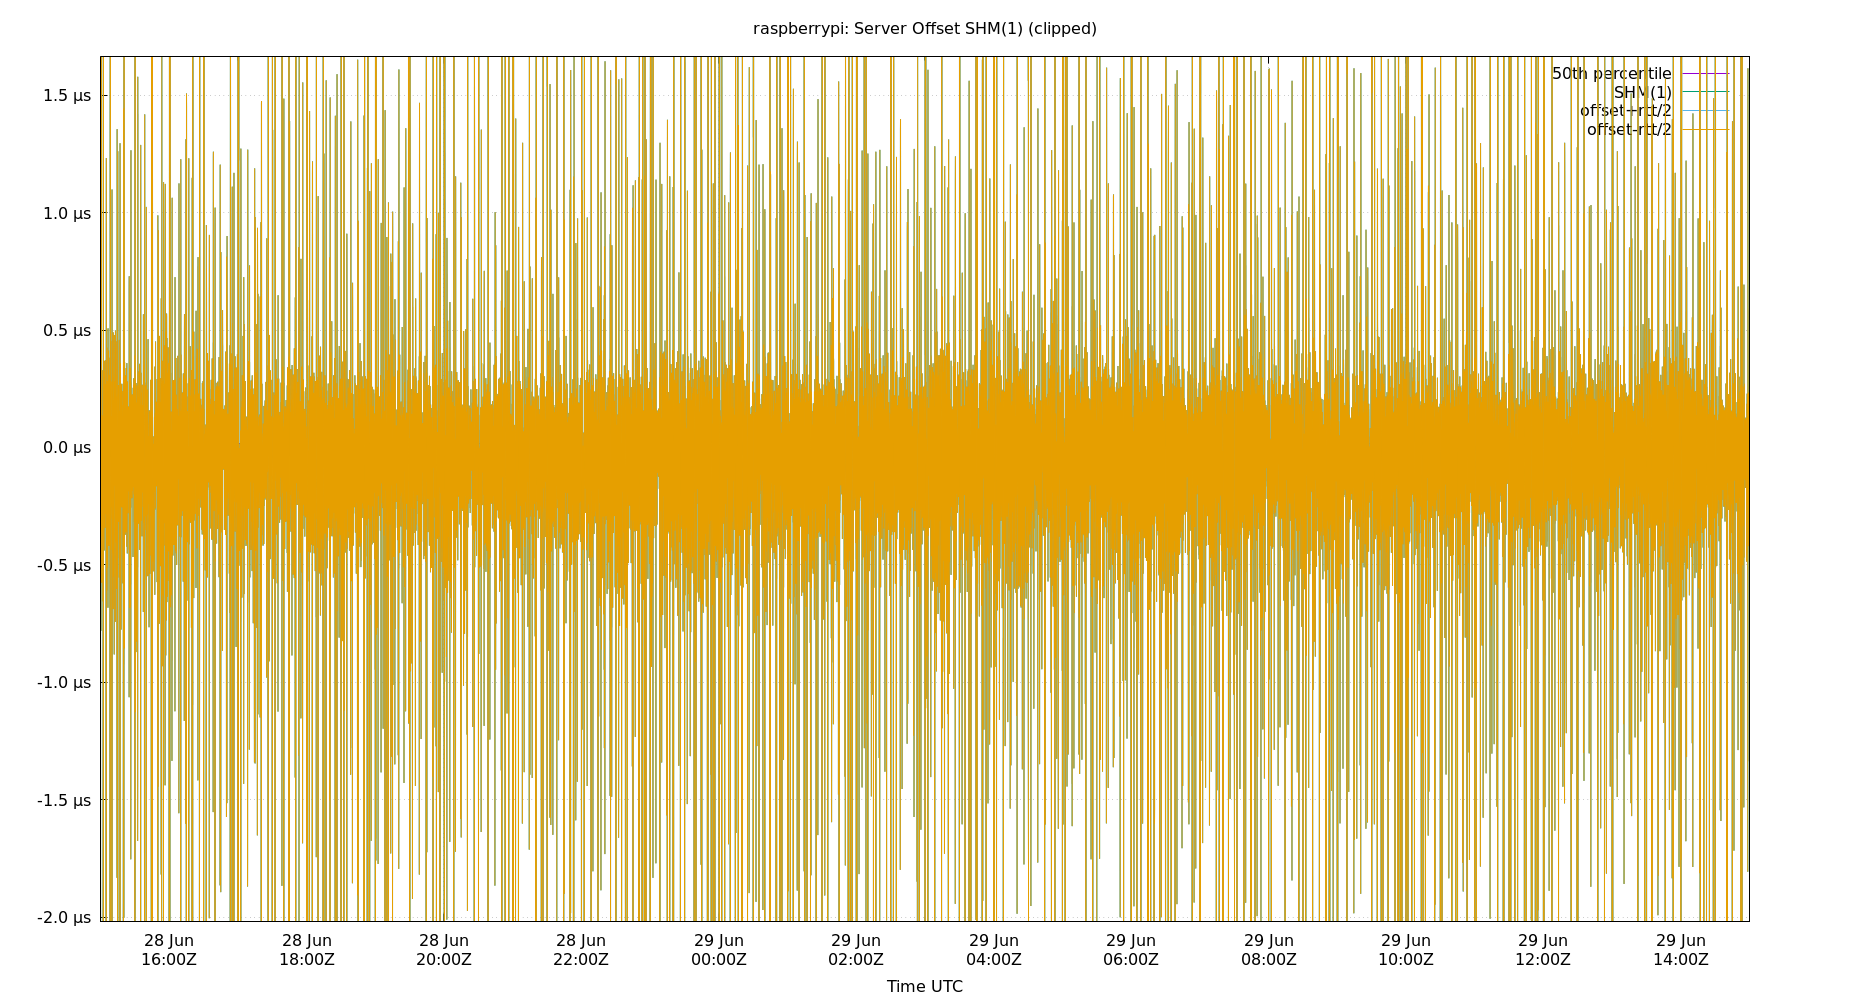 raspberrypi: Server Offset SHM(1) (clipped)
50th percentile
SHM(1)
offset+rtt/2
offset-rtt/2
1.5 µs
1.0 µs
0.5 µs
0.0 µs
-0.5 µs
-1.0 µs
-1.5 µs
-2.0 µs
28 Jun 28 Jun 28 Jun 28 Jun 29 Jun 29 Jun 29 Jun 29 Jun 29 Jun 29 Jun 29 Jun 29 Jun
16:00Z 18:00Z 20:00Z 22:00Z 00:00Z 02:00Z 04:00Z 06:00Z 08:00Z 10:00Z 12:00Z 14:00Z
Time UTC